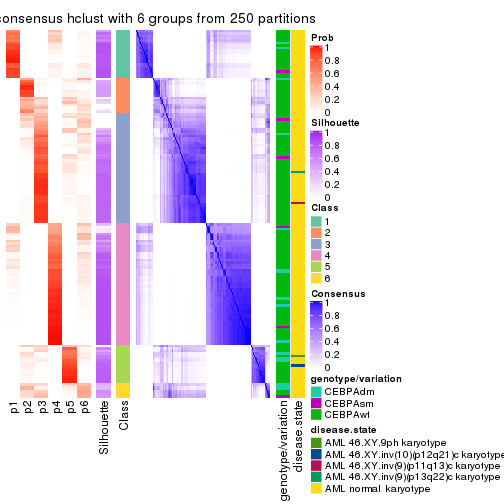 consensus hclust with 6 groups from 250 partitions
Prob
1
0.8
0.6
0.4
0.2
0
Silhouette
1
0.8
0.6
0.4
0.2
0
Class
1
2
3
4
5
6
Consensus
1
0.8
0.6
0.4
0.2
0
genotype/variation
CEBPAdm
CEBPAsm
CEBPAwt
disease.state
AML 46.XY.9ph karyotype
AML 46.XY,inv(10)(p12q21)c karyotype
AML 46.XY,inv(9)(p11q13)c karyotype
AML 46.XY,inv(9)(p13q22)c karyotype
AML normal karyotype
p1
p2
p3
p4
p5
p6
Silhouette
Class
genotype/variation
disease.state